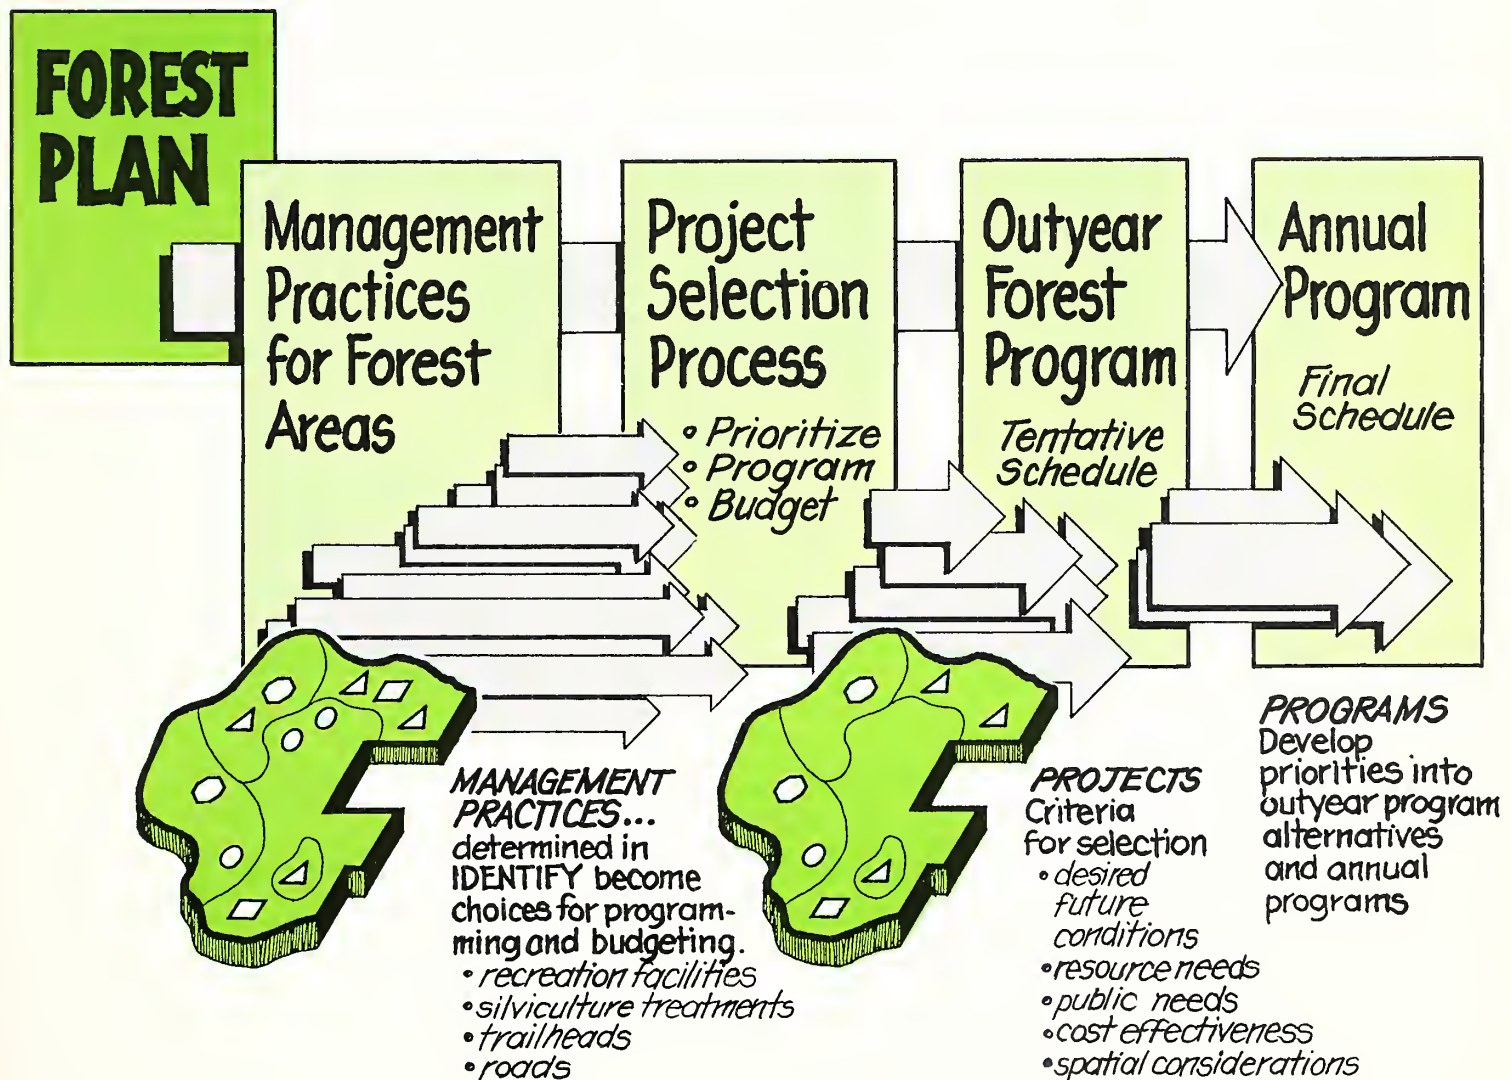 FOREST
PLAN
Management
Practices
for Forest
Areas
Project
Selection
Process
• Prioritize
• Program
• Budget
Outyear
Forest
Program
Tentative
Schedule
Annual
Program
Final
Schedule
MANAGEMENT
PRACTICES...
determined in
IDENTIFY become
choices for program-
ming and budgeting.
• recreation facilities
• silviculture treatments
• trailheads
• roads
PROJECTS
Criteria
for selection
• desired
future
conditions
• resource needs
• public needs
• cost effectiveness
• spatial considerations
PROGRAMS
Develop
priorities into
outyear program
alternatives
and annual
programs